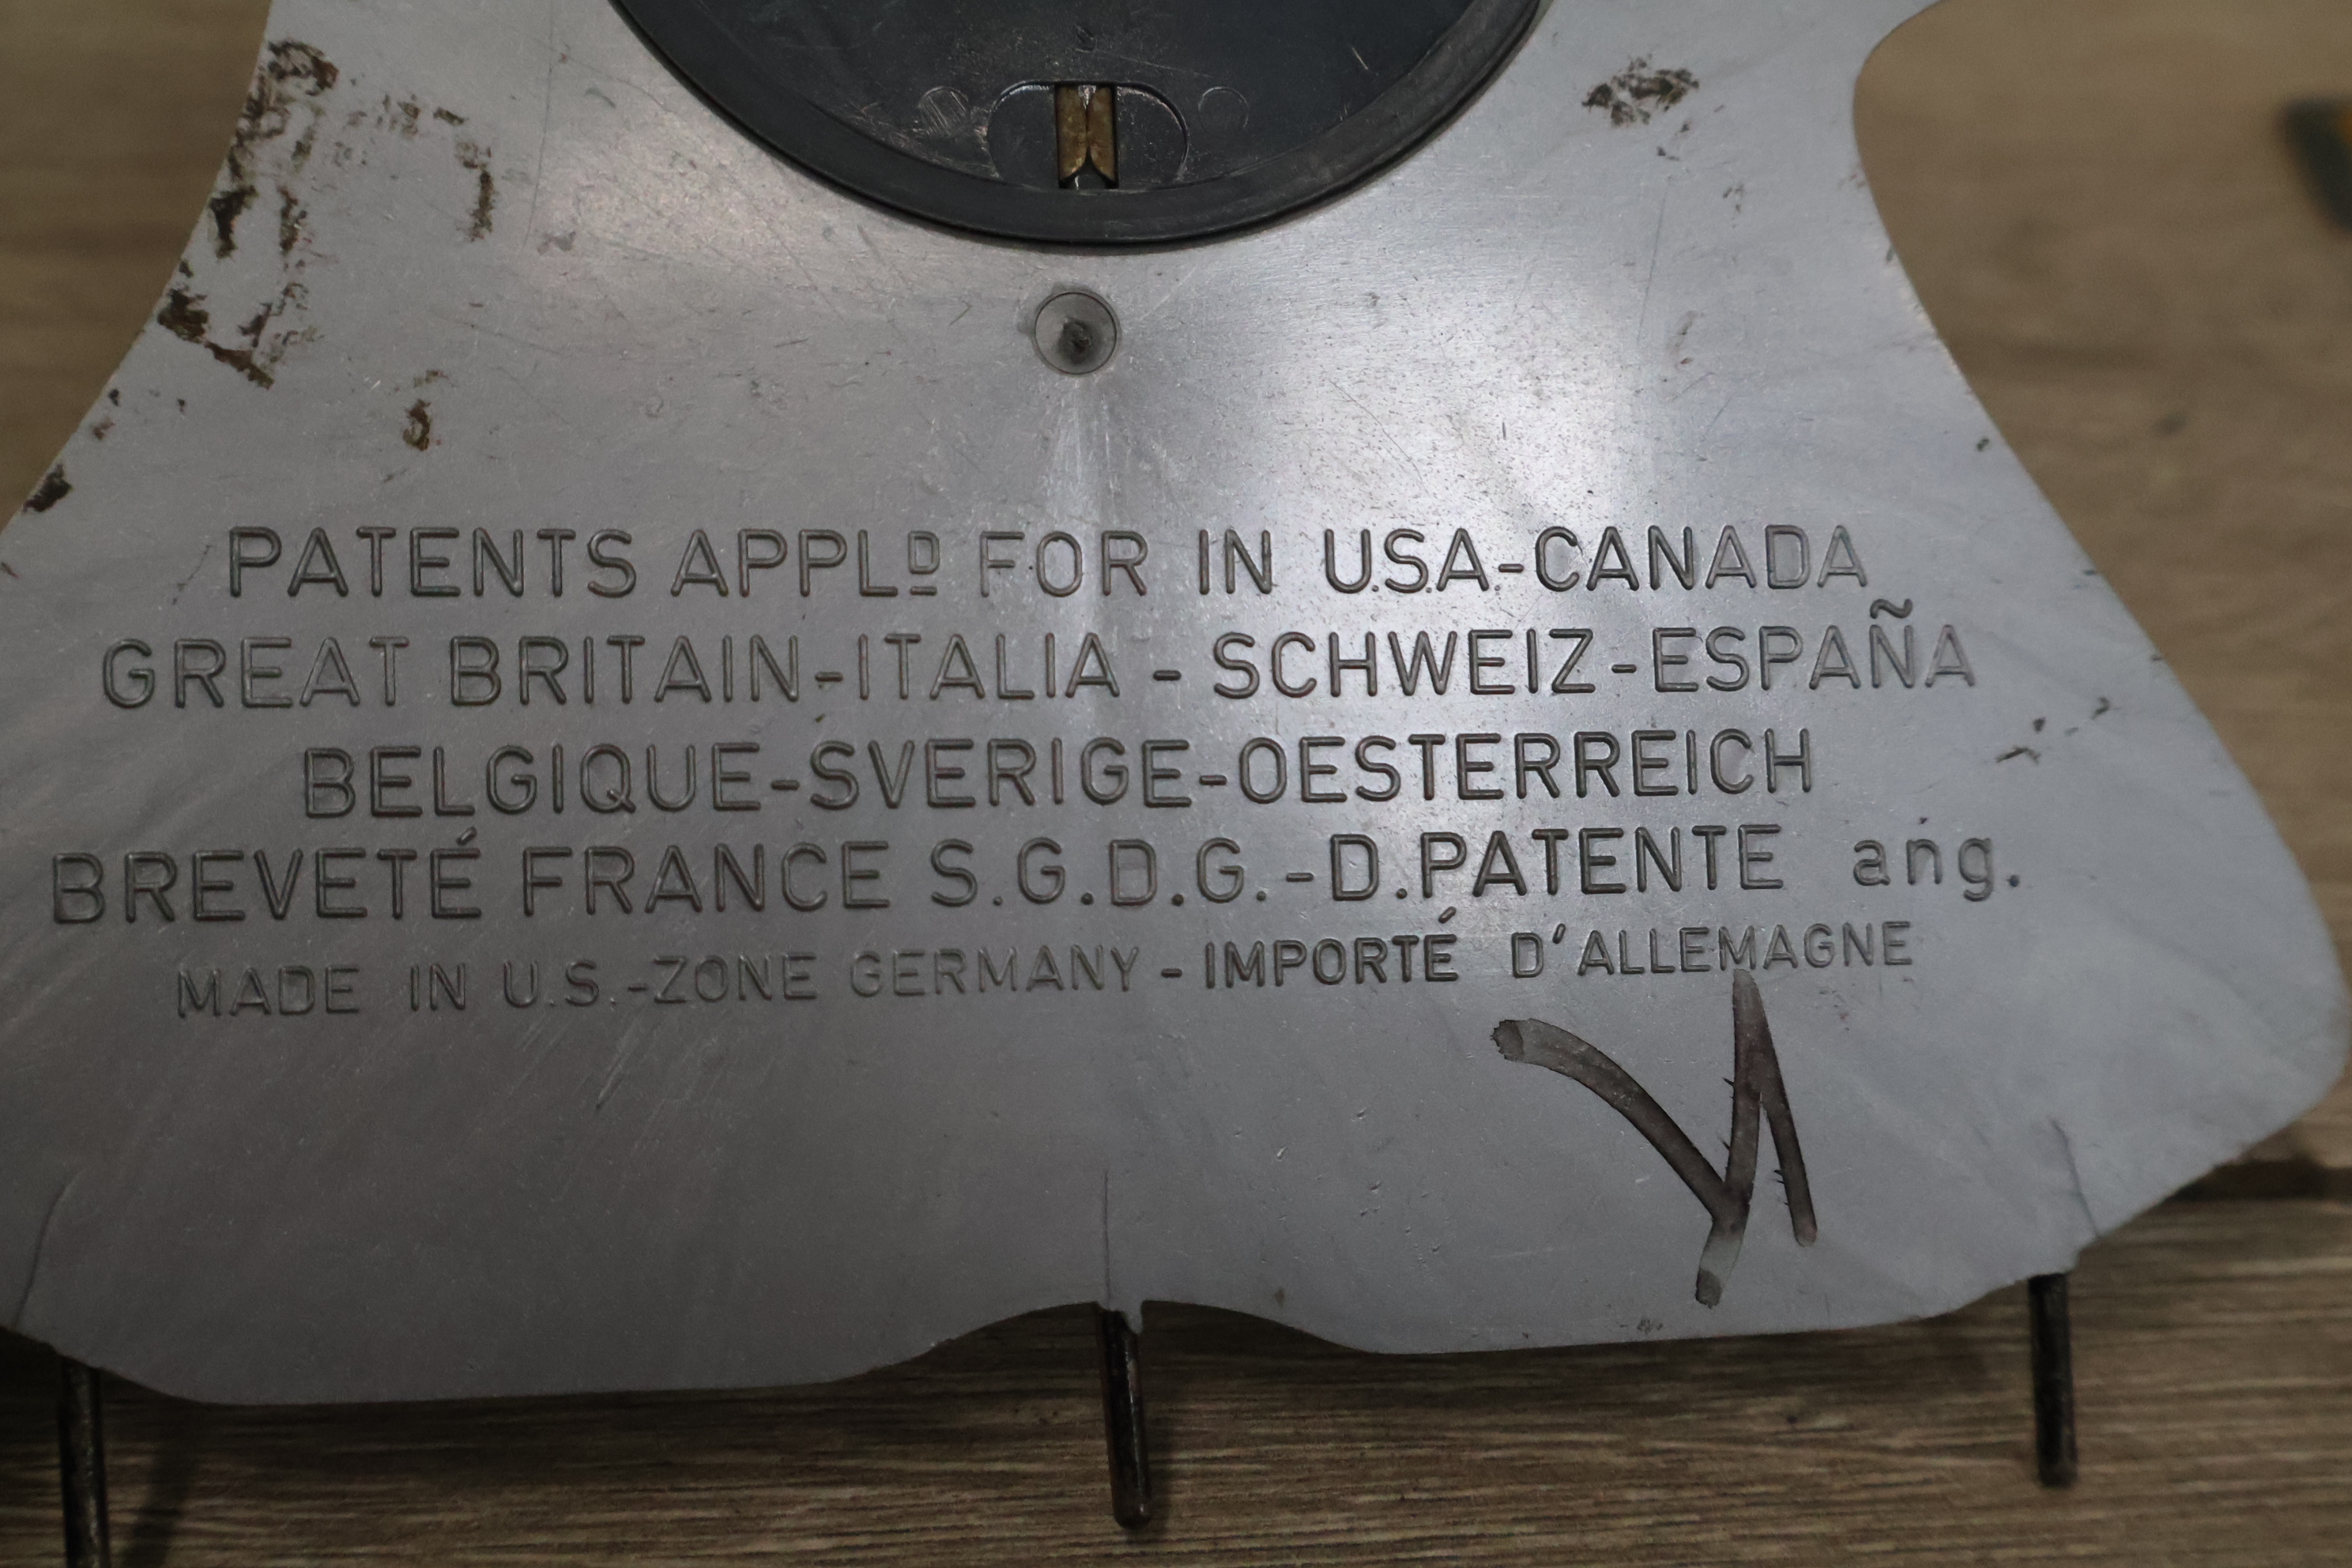 PATENTS APPLᴰ FOR IN U.S.A.-CANADA
GREAT BRITAIN-ITALIA - SCHWEIZ-ESPAÑA
BELGIQUE-SVERIGE-OESTERREICH
BREVETÉ FRANCE S.G.D.G.-D.PATENTE ang.
MADE IN U.S.-ZONE GERMANY - IMPORTÉ D'ALLEMAGNE